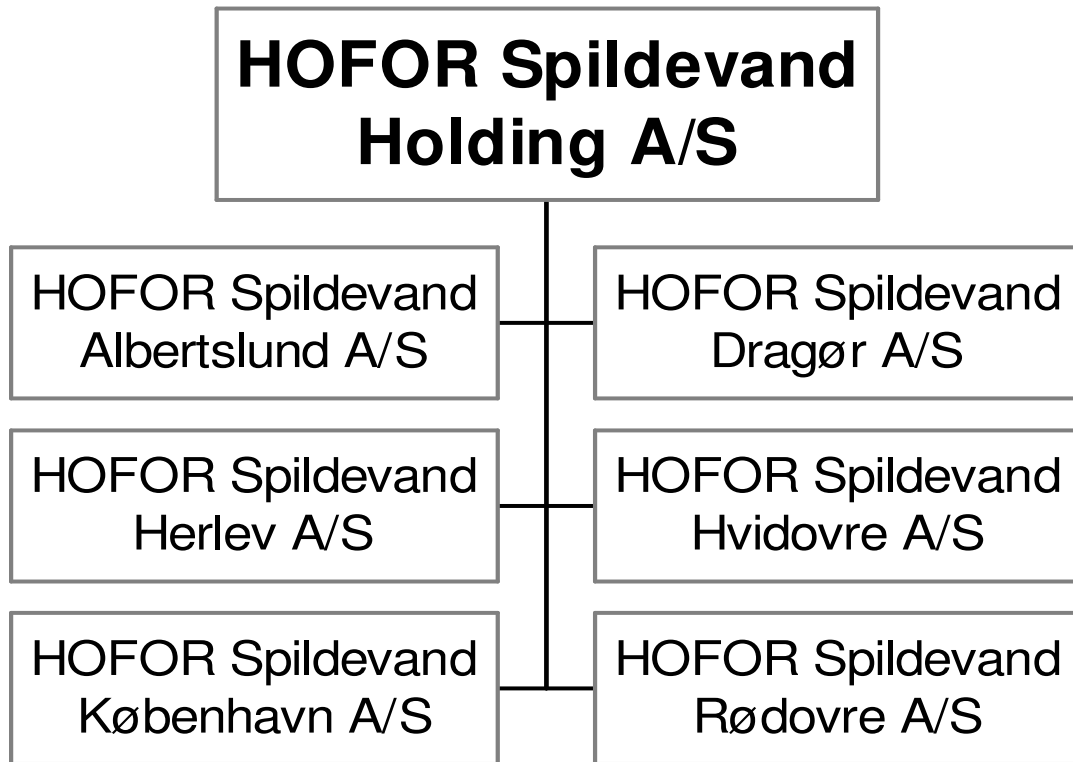 HOFOR Spildevand
Holding A/S
HOFOR Spildevand
Albertslund A/S
HOFOR Spildevand
Dragør A/S
HOFOR Spildevand
Herlev A/S
HOFOR Spildevand
Hvidovre A/S
HOFOR Spildevand
København A/S
HOFOR Spildevand
Rødovre A/S